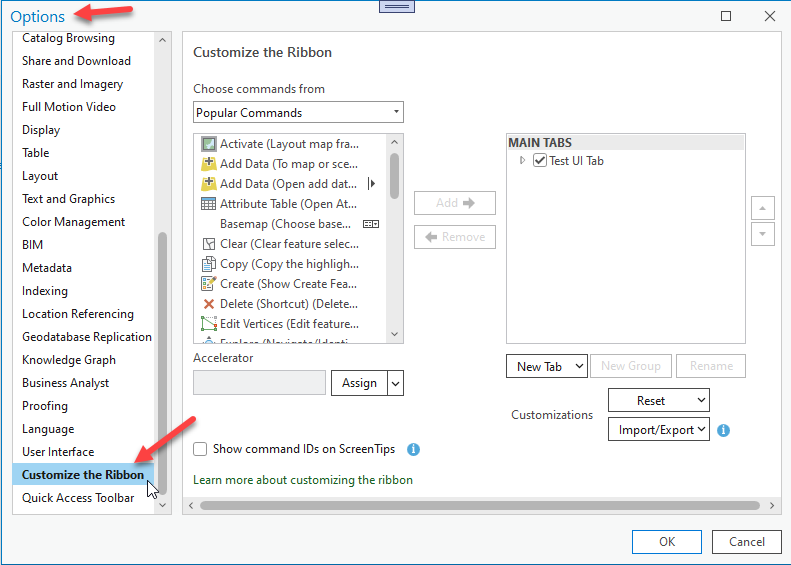 Options
Catalog Browsing
Share and Download
Raster and Imagery
Full Motion Video
Display
Table
Layout
Text and Graphics
Color Management
BIM
Metadata
Indexing
Location Referencing
Geodatabase Replication
Knowledge Graph
Business Analyst
Proofing
Language
User Interface
Customize the Ribbon
Quick Access Toolbar
Customize the Ribbon
Choose commands from
Popular Commands
Activate (Layout map fra...
Add Data (To map or sce...
Add Data (Open add dat...
Attribute Table (Open At...
Basemap (Choose base...
Clear (Clear feature selec...
Copy (Copy the highligh...
Create (Show Create Fea...
Delete (Shortcut) (Delete...
Edit Vertices (Edit feature...
Explore (Navigate/Identi...
Accelerator
Assign
Add
Remove
MAIN TABS
Test UI Tab
New Tab
New Group
Rename
Customizations
Reset
Import/Export
Show command IDs on ScreenTips
Learn more about customizing the ribbon
OK
Cancel